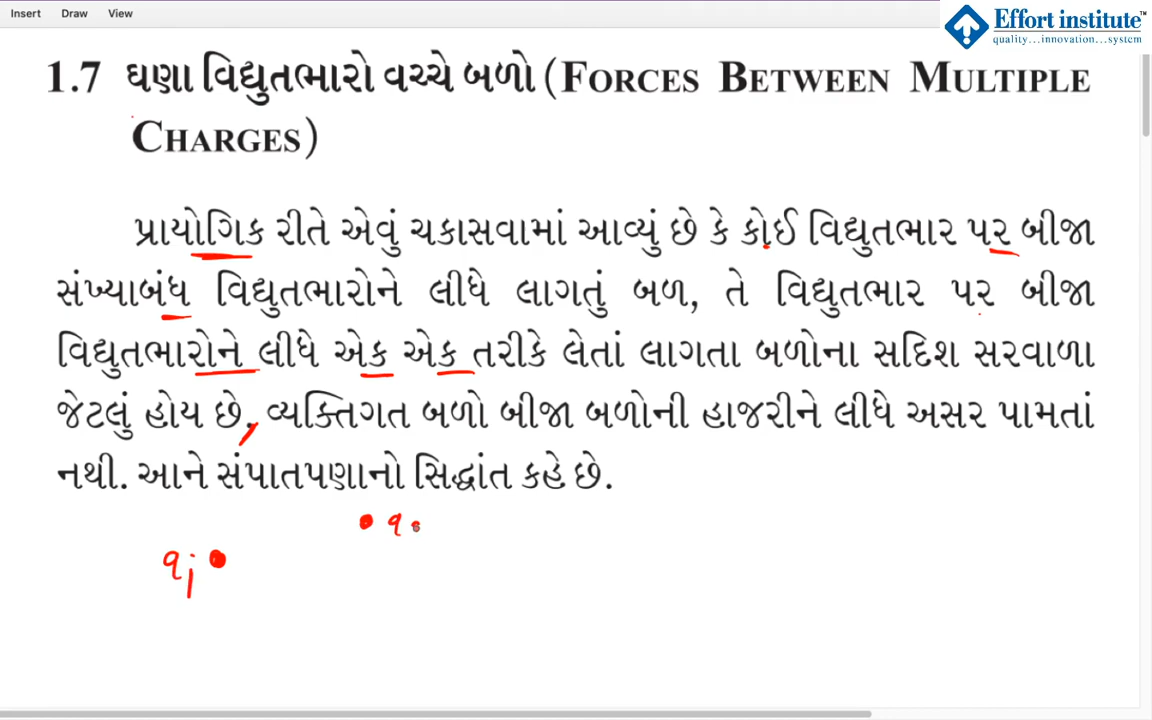 Insert Draw View
Effort institute™
quality...innovation...system
1.7 ઘણા વિદ્યુતભારો વચ્ચે બળો (FORCES BETWEEN MULTIPLE
CHARGES)
પ્રાયોગિક રીતે એવું ચકાસવામાં આવ્યું છે કે કોઈ વિદ્યુતભાર પર બીજા
સંખ્યાબંધ વિદ્યુતભારોને લીધે લાગતું બળ, તે વિદ્યુતભાર પર બીજા
વિદ્યુતભારોને લીધે એક એક તરીકે લેતાં લાગતા બળોના સદિશ સરવાળા
જેટલું હોય છે. વ્યક્તિગત બળો બીજા બળોની હાજરીને લીધે અસર પામતાં
નથી. આને સંપાતપણાનો સિદ્ધાંત કહે છે.
q
q